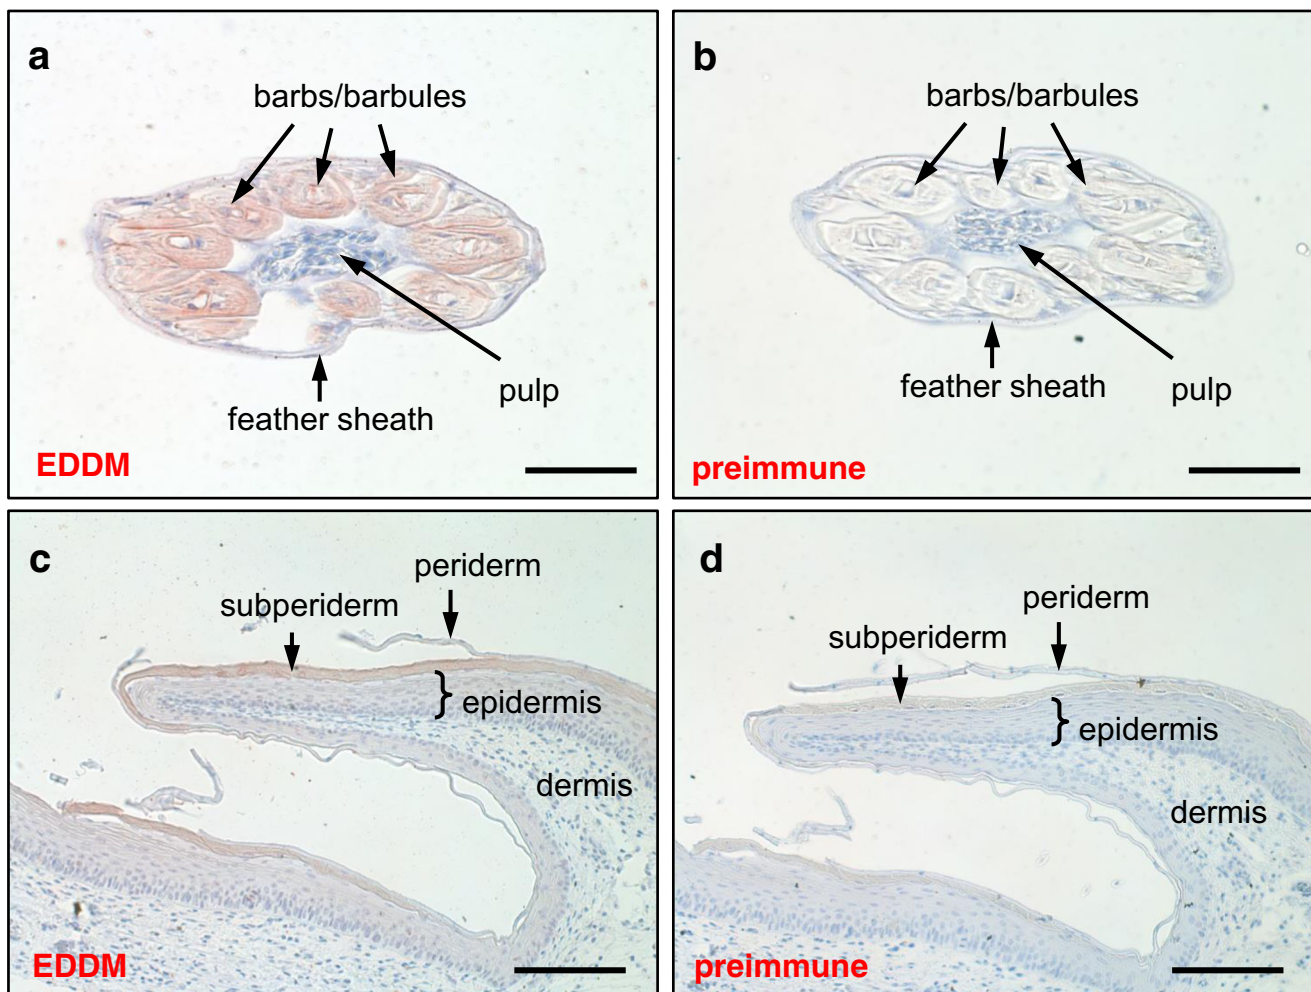 a
barbs/barbules
pulp
feather sheath
EDDM
b
barbs/barbules
feather sheath
pulp
preimmune
c
periderm
subperiderm
epidermis
dermis
EDDM
d
periderm
subperiderm
epidermis
dermis
preimmune